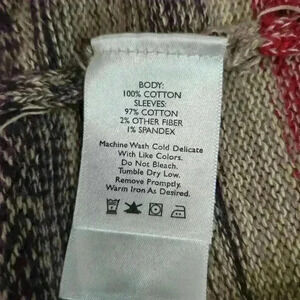 BODY:
100% COTTON
SLEEVES:
97% COTTON
2% OTHER FIBER
1% SPANDEX
Machine Wash Cold Delicate
With Like Colors.
Do Not Bleach.
Tumble Dry Low.
Remove Promptly.
Warm Iron As Desired.